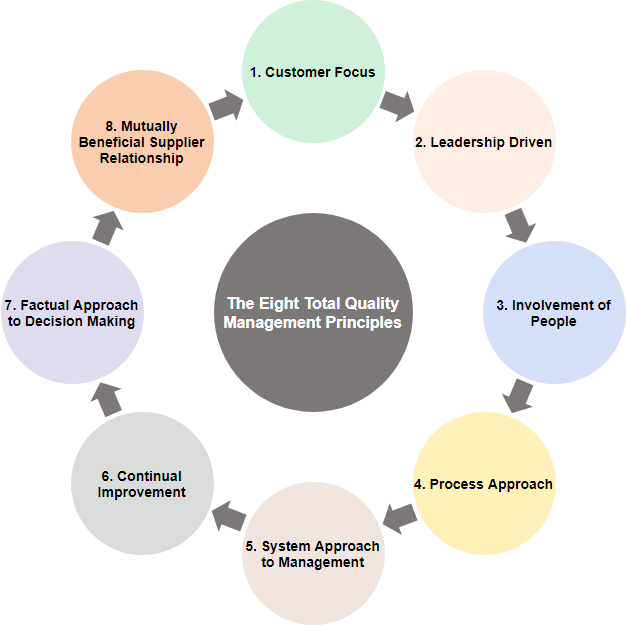 1. Customer Focus
2. Leadership Driven
3. Involvement of
People
4. Process Approach
5. System Approach
to Management
6. Continual
Improvement
7. Factual Approach
to Decision Making
8. Mutually
Beneficial Supplier
Relationship
The Eight Total Quality
Management Principles